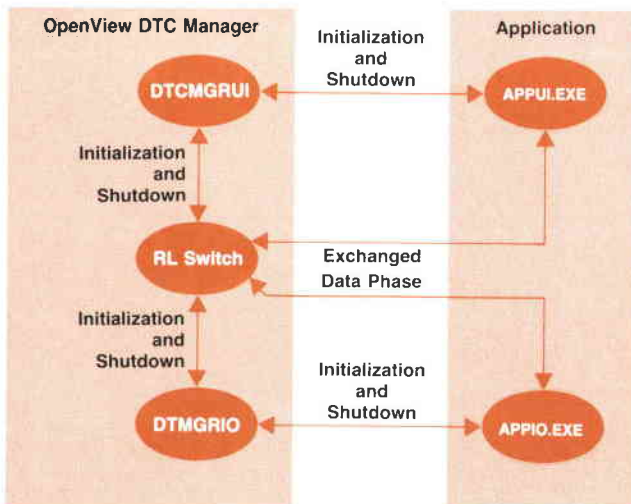 OpenView DTC Manager
Initialization
and
Shutdown
Application
DTCMGRUI
APPUI.EXE
Initialization
and
Shutdown
RL Switch
Exchanged
Data Phase
Initialization
and
Shutdown
Initialization
and
Shutdown
DTMGRIO
APPIO.EXE